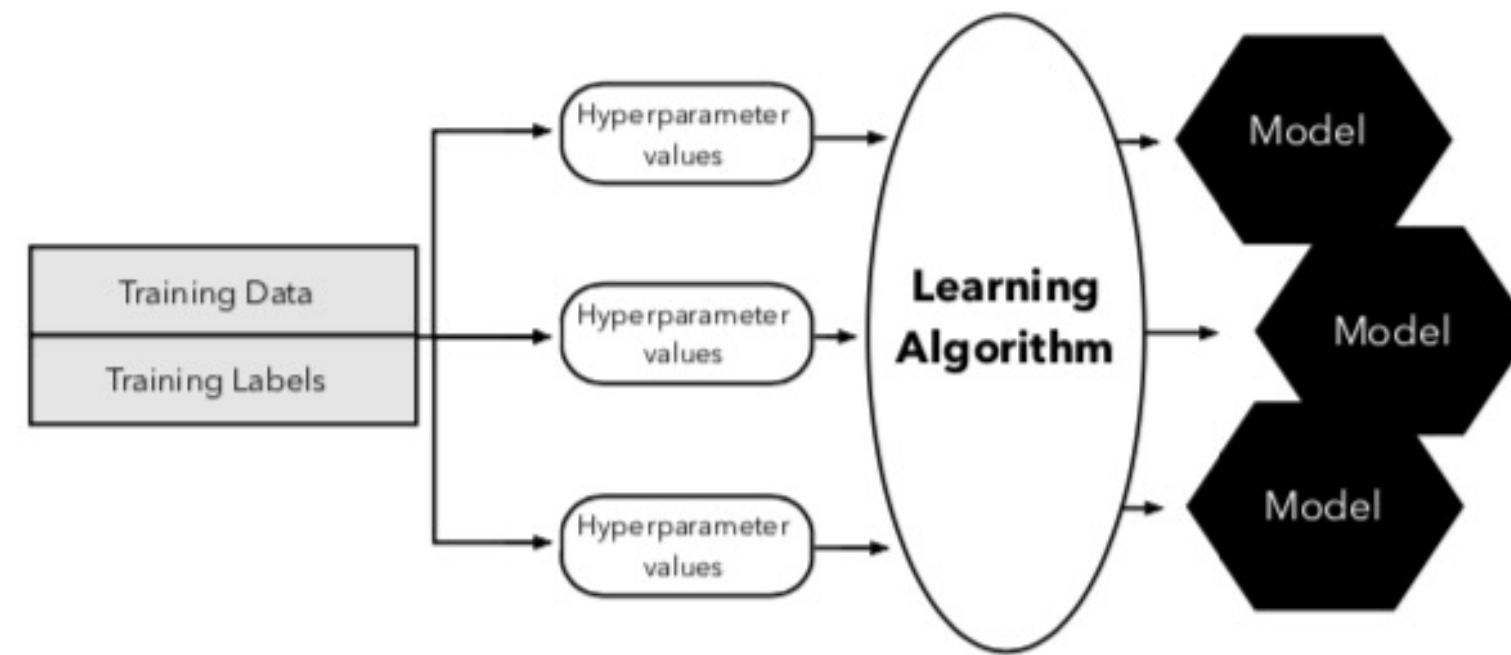 Training Data
Training Labels
Hyperparameter
values
Hyperparameter
values
Hyperparameter
values
Learning
Algorithm
Model
Model
Model